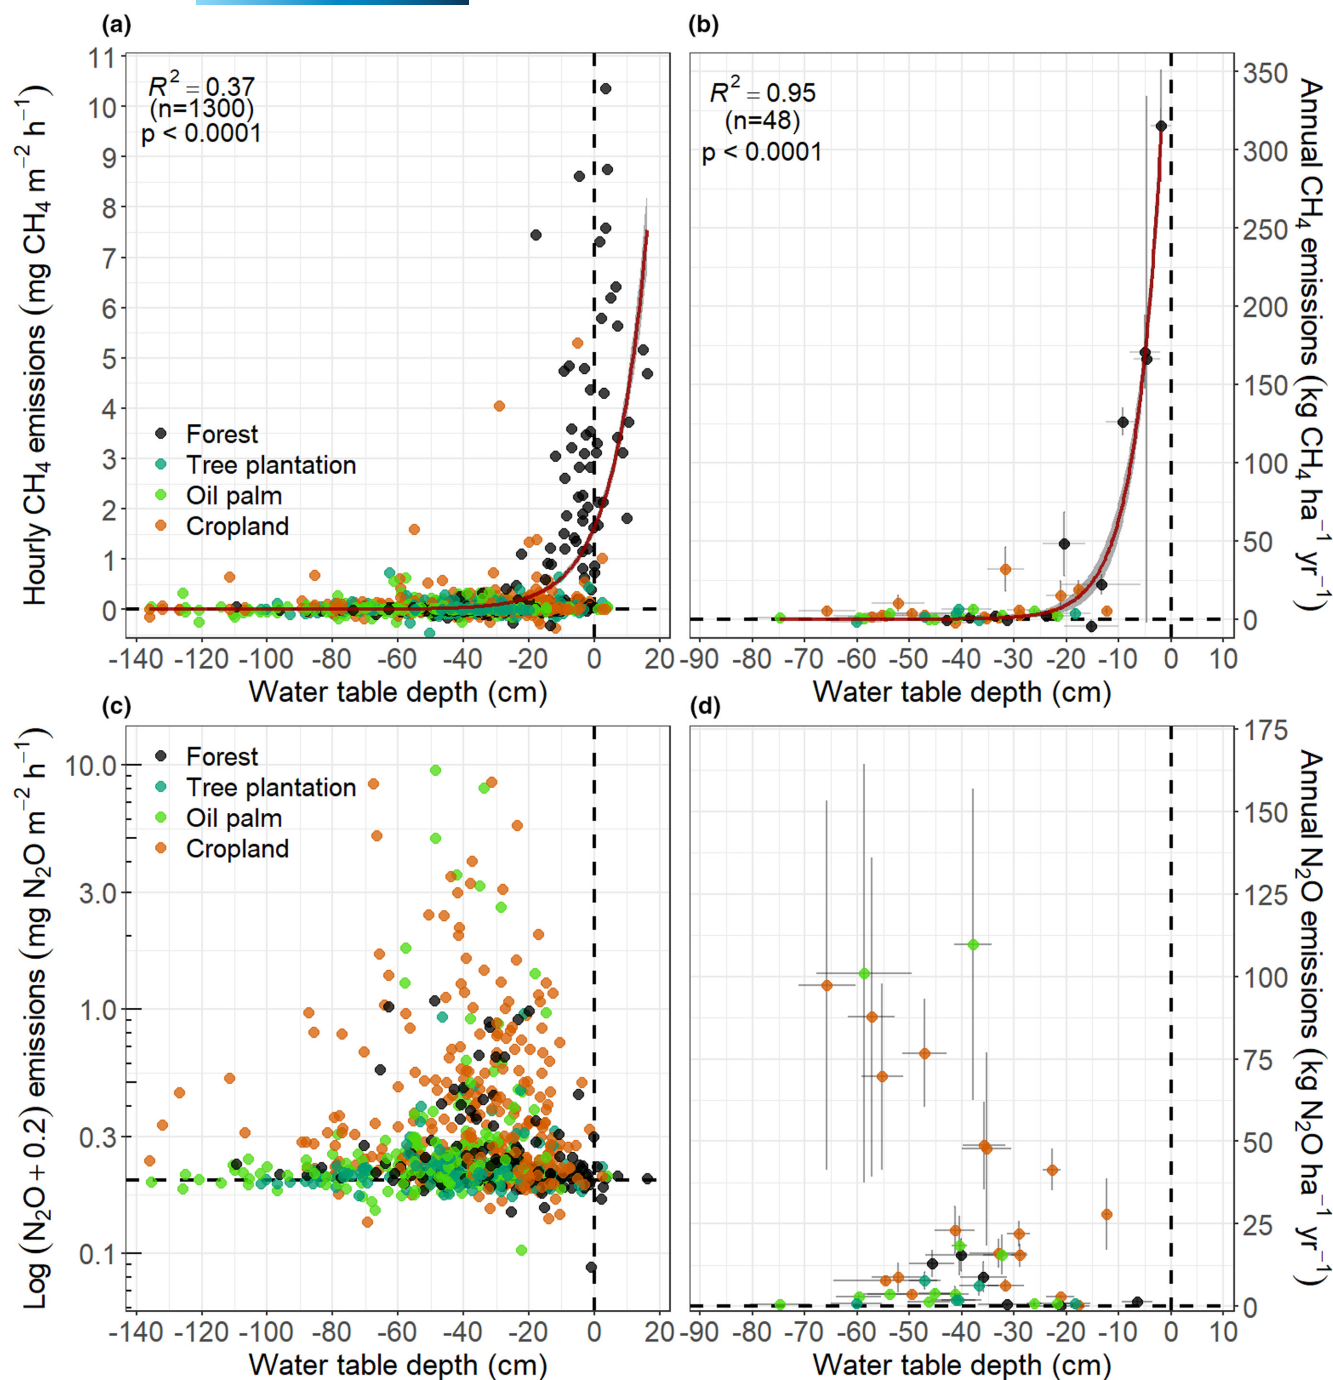 (a)
R² = 0.37
(n=1300)
p < 0.0001
Hourly CH₄ emissions (mg CH₄ m⁻² h⁻¹)
11
10
9
8
7
6
5
4
3
2
1
0
Forest
Tree plantation
Oil palm
Cropland
-140 -120 -100 -80 -60 -40 -20 0 20
Water table depth (cm)
(b)
R² = 0.95
(n=48)
p < 0.0001
350
300
250
200
150
100
50
0
Annual CH₄ emissions (kg CH₄ ha⁻¹ yr⁻¹)
-90 -80 -70 -60 -50 -40 -30 -20 -10 0 10
Water table depth (cm)
(c)
Log (N₂O + 0.2) emissions (mg N₂O m⁻² h⁻¹)
10.0
3.0
1.0
0.3
0.1
Forest
Tree plantation
Oil palm
Cropland
-140 -120 -100 -80 -60 -40 -20 0 20
Water table depth (cm)
(d)
175
150
125
100
75
50
25
0
Annual N₂O emissions (kg N₂O ha⁻¹ yr⁻¹)
-90 -80 -70 -60 -50 -40 -30 -20 -10 0 10
Water table depth (cm)